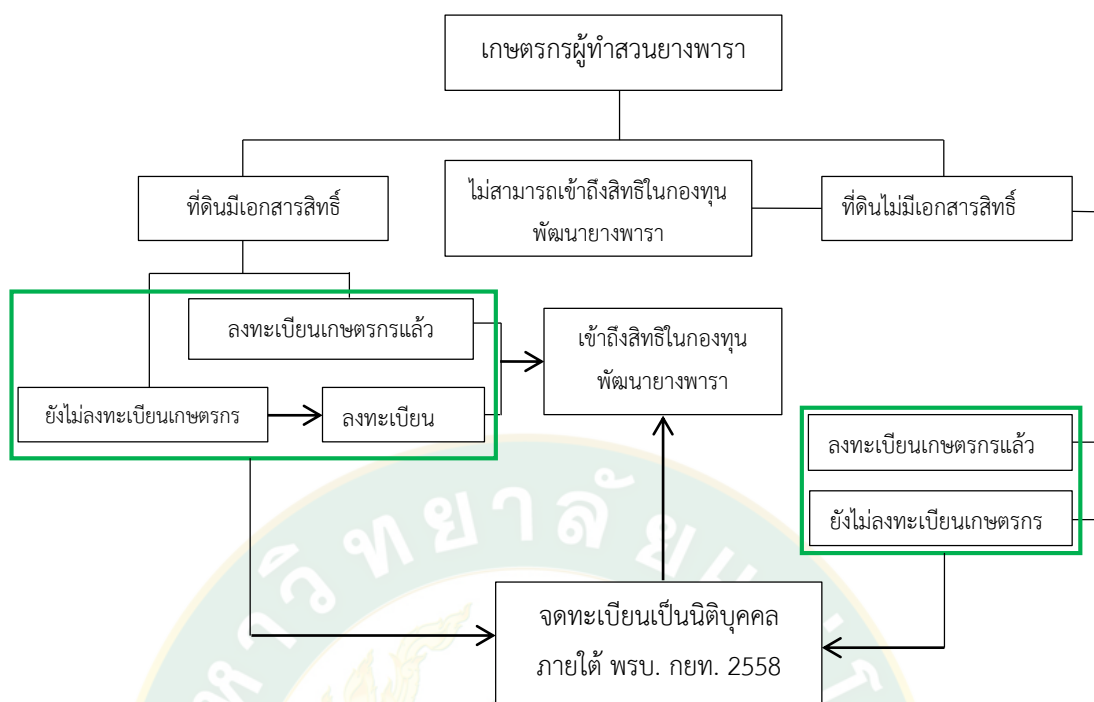 เกษตรกรผู้ทำสวนยางพารา
ที่ดินมีเอกสารสิทธิ์
ไม่สามารถเข้าถึงสิทธิในกองทุน
พัฒนายางพารา
ที่ดินไม่มีเอกสารสิทธิ์
ลงทะเบียนเกษตรกรแล้ว
ยังไม่ลงทะเบียนเกษตรกร
ลงทะเบียน
เข้าถึงสิทธิในกองทุน
พัฒนายางพารา
ลงทะเบียนเกษตรกรแล้ว
ยังไม่ลงทะเบียนเกษตรกร
จดทะเบียนเป็นนิติบุคคล
ภายใต้ พรบ. กยท. 2558